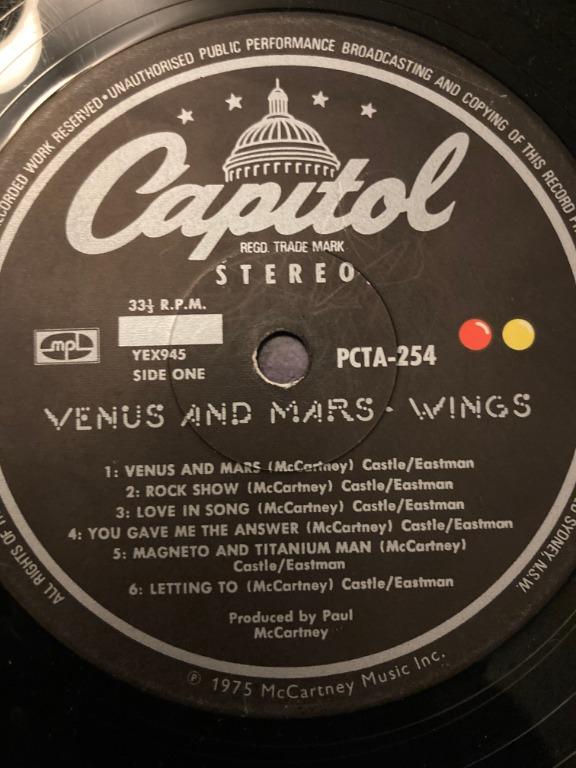 RECORDED WORK RESERVED • UNAUTHORISED PUBLIC PERFORMANCE BROADCASTING AND COPYING OF THIS RECORD
Capitol
REGD. TRADE MARK
STEREO
33⅓ R.P.M.
mpl
YEX945
SIDE ONE
PCTA-254
VENUS AND MARS · WINGS
1: VENUS AND MARS (McCartney) Castle/Eastman
2: ROCK SHOW (McCartney) Castle/Eastman
3: LOVE IN SONG (McCartney) Castle/Eastman
4: YOU GAVE ME THE ANSWER (McCartney) Castle/Eastman
5: MAGNETO AND TITANIUM MAN (McCartney)
Castle/Eastman
6: LETTING TO (McCartney) Castle/Eastman
Produced by Paul
McCartney
ALL RIGHTS OF
SYDNEY, N.S.W.
℗ 1975 McCartney Music Inc.